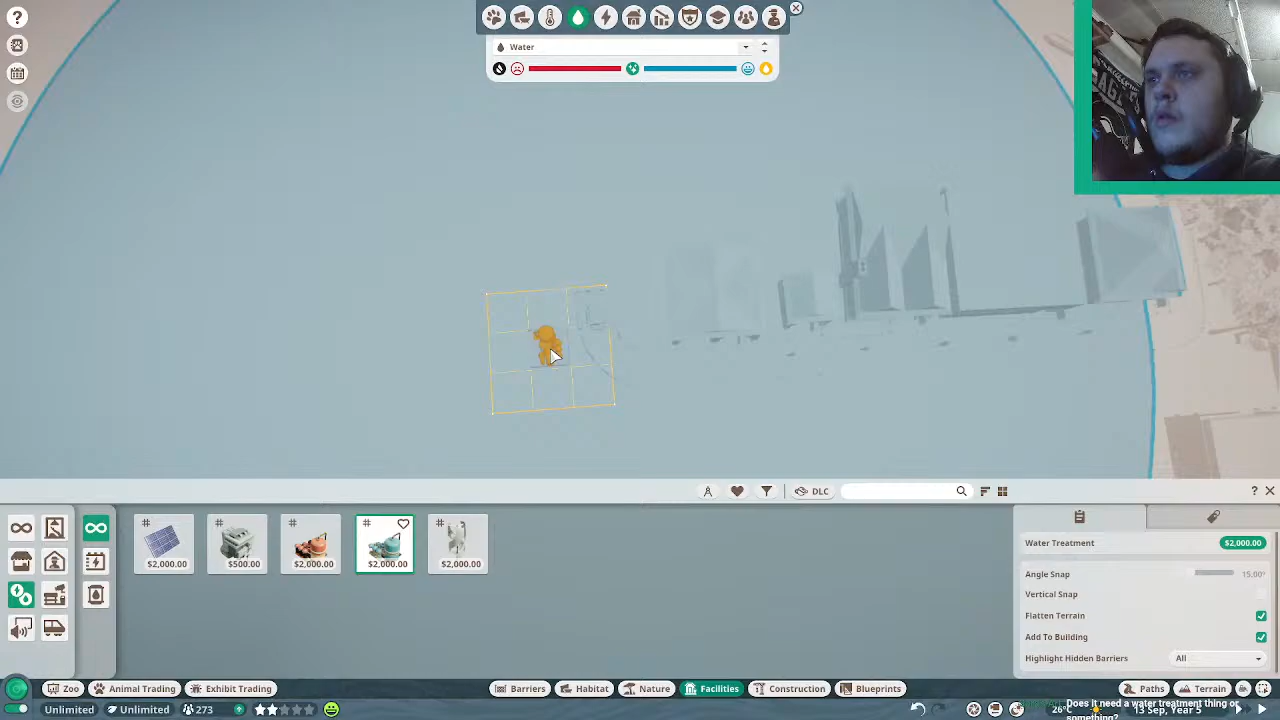 ?
Water
DLC
?
$2,000.00
$500.00
$2,000.00
$2,000.00
$2,000.00
Water Treatment
$2,000.00
Angle Snap
15.00°
Vertical Snap
Flatten Terrain
Add To Building
Highlight Hidden Barriers
All
Zoo
Animal Trading
Exhibit Trading
Barriers
Habitat
Nature
Facilities
Construction
Blueprints
Paths
Terrain
Unlimited
Unlimited
273
26°
13 Sep, Year 5
Does it need a water treatment thing or
something?